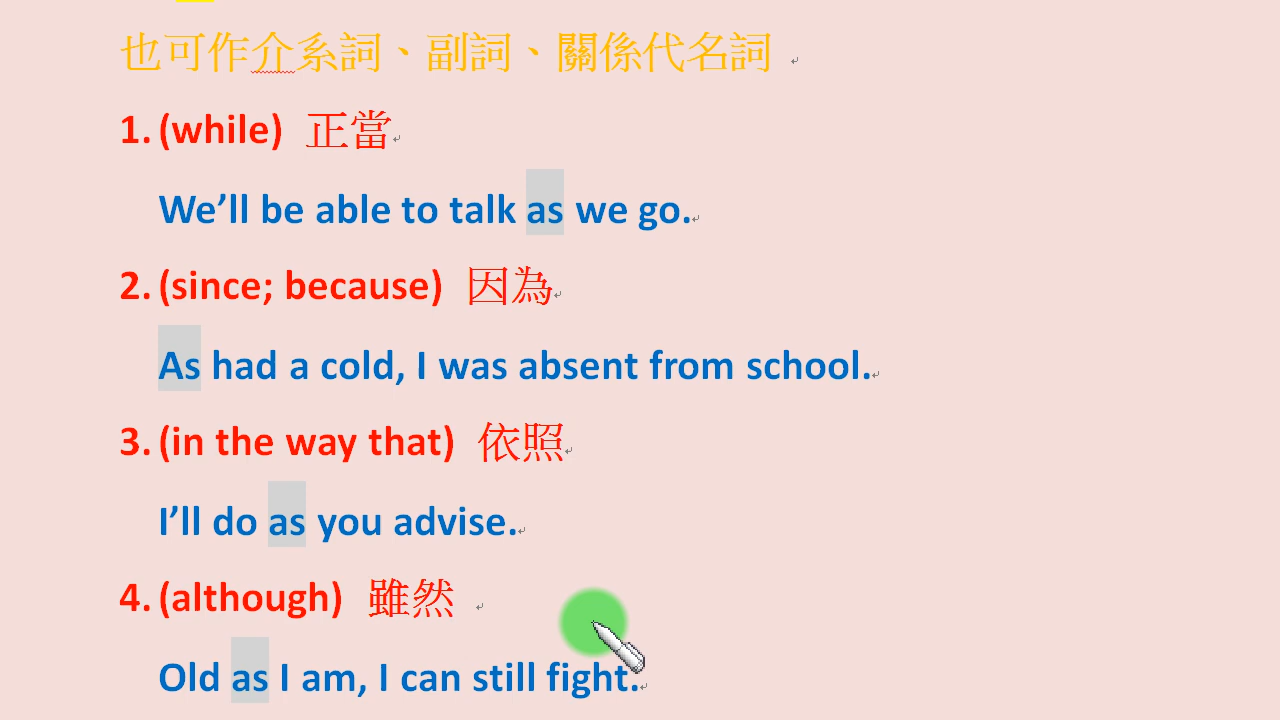 也可作介系詞、副詞、關係代名詞
1. (while) 正當
We’ll be able to talk as we go.
2. (since; because) 因為
As had a cold, I was absent from school.
3. (in the way that) 依照
I’ll do as you advise.
4. (although) 雖然
Old as I am, I can still fight.